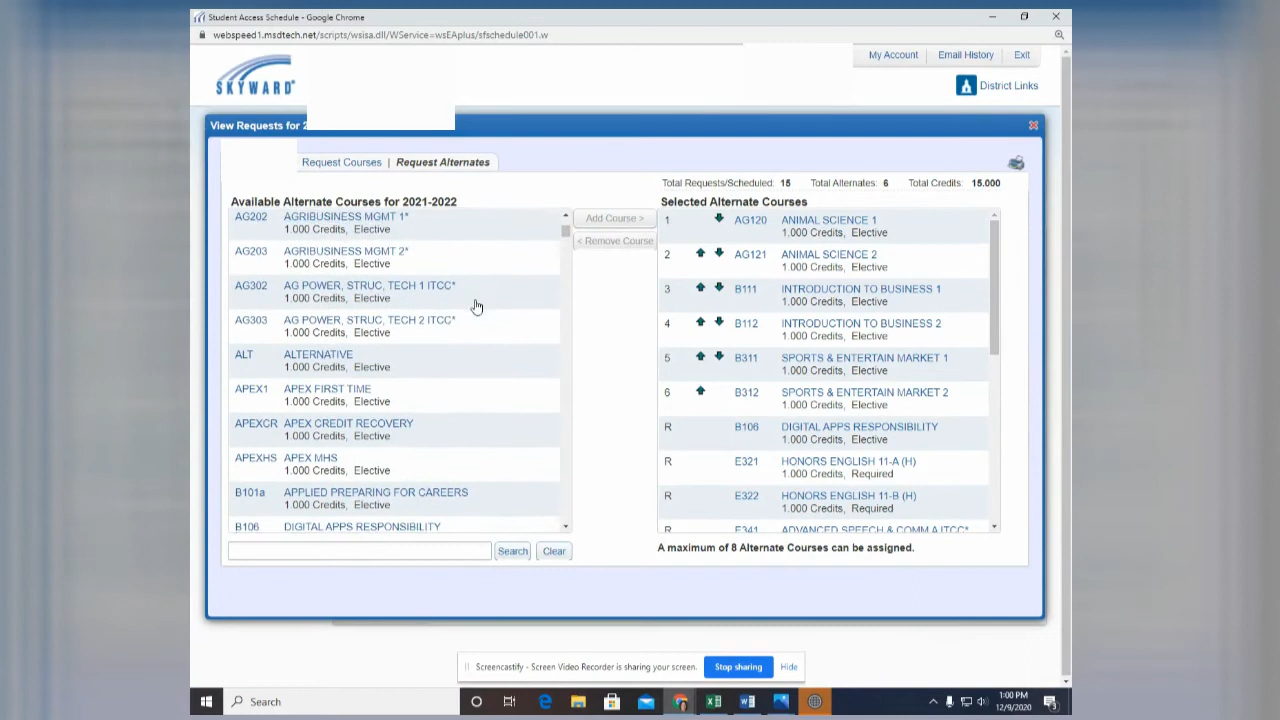 Student Access Schedule - Google Chrome
webspeed1.msdtech.net/scripts/wsisa.dll/WService=wsEAplus/sfschedule001.w
My Account Email History Exit
SKYWARD®
District Links
View Requests for 2
Request Courses | Request Alternates
Total Requests/Scheduled: 15 Total Alternates: 6 Total Credits: 15.000
Available Alternate Courses for 2021-2022
AG202 AGRIBUSINESS MGMT 1*
1.000 Credits, Elective
AG203 AGRIBUSINESS MGMT 2*
1.000 Credits, Elective
AG302 AG POWER, STRUC, TECH 1 ITCC*
1.000 Credits, Elective
AG303 AG POWER, STRUC, TECH 2 ITCC*
1.000 Credits, Elective
ALT ALTERNATIVE
1.000 Credits, Elective
APEX1 APEX FIRST TIME
1.000 Credits, Elective
APEXCR APEX CREDIT RECOVERY
1.000 Credits, Elective
APEXHS APEX MHS
1.000 Credits, Elective
B101a APPLIED PREPARING FOR CAREERS
1.000 Credits, Elective
B106 DIGITAL APPS RESPONSIBILITY
Search Clear
Add Course >
< Remove Course
Selected Alternate Courses
1 AG120 ANIMAL SCIENCE 1
1.000 Credits, Elective
2 AG121 ANIMAL SCIENCE 2
1.000 Credits, Elective
3 B111 INTRODUCTION TO BUSINESS 1
1.000 Credits, Elective
4 B112 INTRODUCTION TO BUSINESS 2
1.000 Credits, Elective
5 B311 SPORTS & ENTERTAIN MARKET 1
1.000 Credits, Elective
6 B312 SPORTS & ENTERTAIN MARKET 2
1.000 Credits, Elective
R B106 DIGITAL APPS RESPONSIBILITY
1.000 Credits, Elective
R E321 HONORS ENGLISH 11-A (H)
1.000 Credits, Required
R E322 HONORS ENGLISH 11-B (H)
1.000 Credits, Required
R E341 ADVANCED SPEECH & COMM A ITCC*
A maximum of 8 Alternate Courses can be assigned.
Screencastify - Screen Video Recorder is sharing your screen. Stop sharing Hide
Search
1:00 PM
12/9/2020
3